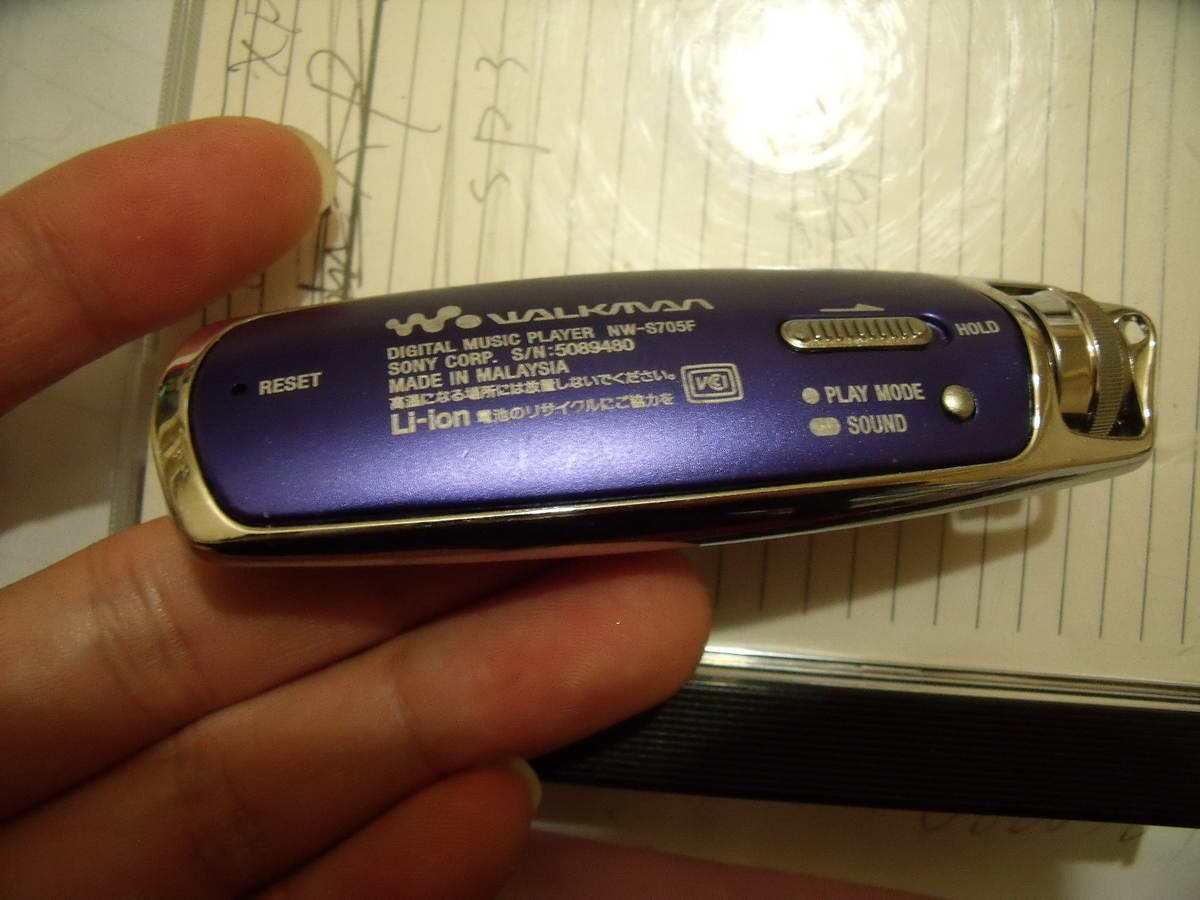 WALKMAN
DIGITAL MUSIC PLAYER NW-S705F
SONY CORP. S/N:5089480
MADE IN MALAYSIA
高温になる場所には放置しないでください。
Li-ion 電池のリサイクルにご協力を
VCI
RESET
HOLD
PLAY MODE
SOUND
SP3